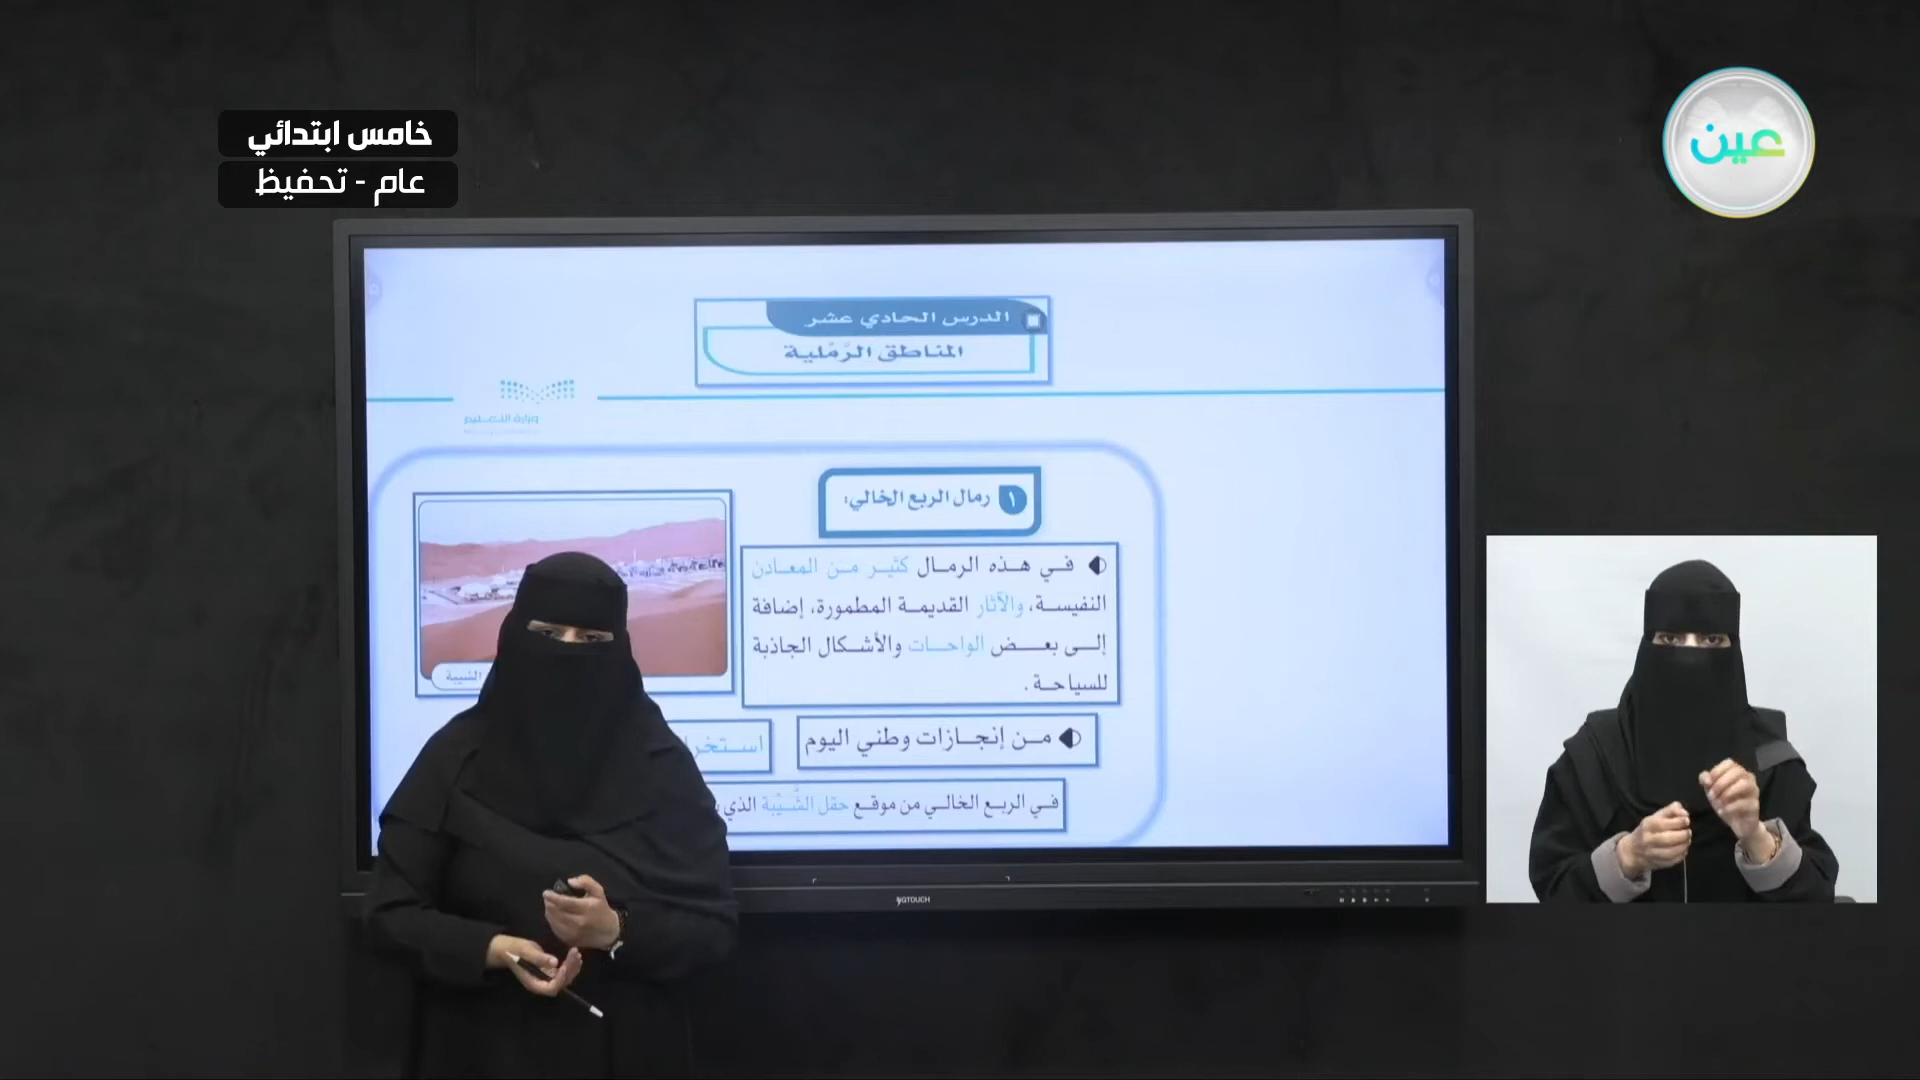 خامس ابتدائي
عام - تحفيظ
عين
الدرس الحادي عشر
المناطق الرَّمْلية
وزارة التعليم
١ رمال الربع الخالي:
في هذه الرمال كثير من المعادن
النفيسة، والآثار القديمة المطمورة، إضافة
إلى بعض الواحات والأشكال الجاذبة
للسياحة.
الشيبة
من إنجازات وطني اليوم
في الربع الخالي من موقع حقل الشَّيْبَة الذي
QTOUCH